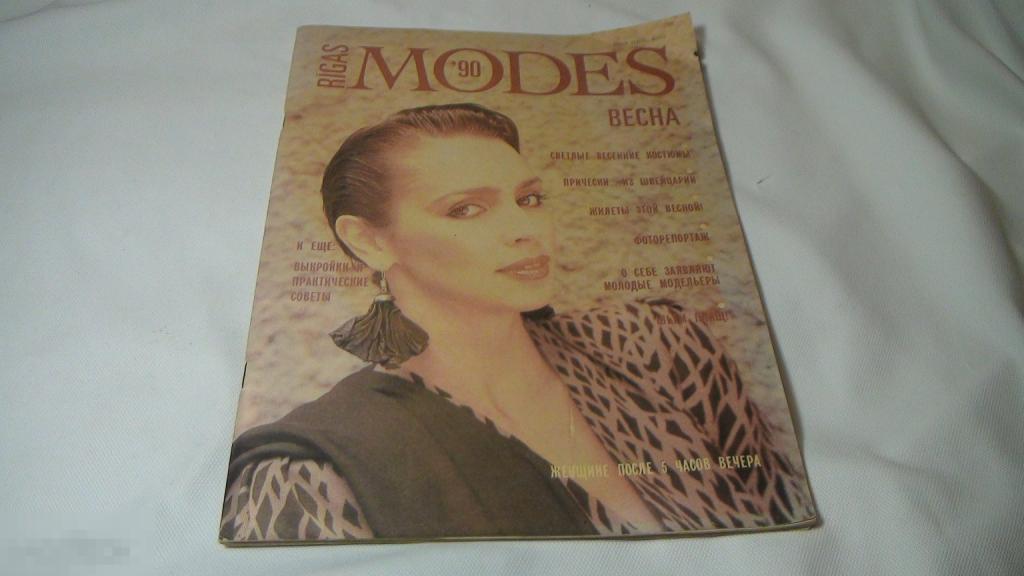 RĪGAS
MODES
'90
ВЕСНА
СВЕТЛЫЕ ВЕСЕННИЕ КОСТЮМЫ
ПРИЧЕСКИ ИЗ ШВЕЙЦАРИИ
ЖИЛЕТЫ ЭТОЙ ВЕСНОЙ!
ФОТОРЕПОРТАЖ
О СЕБЕ ЗАЯВЛЯЮТ
МОЛОДЫЕ МОДЕЛЬЕРЫ
И ЕЩЕ:
ВЫКРОЙКИ И
ПРАКТИЧЕСКИЕ
СОВЕТЫ
ЖЕНЩИНЕ ПОСЛЕ 5 ЧАСОВ ВЕЧЕРА